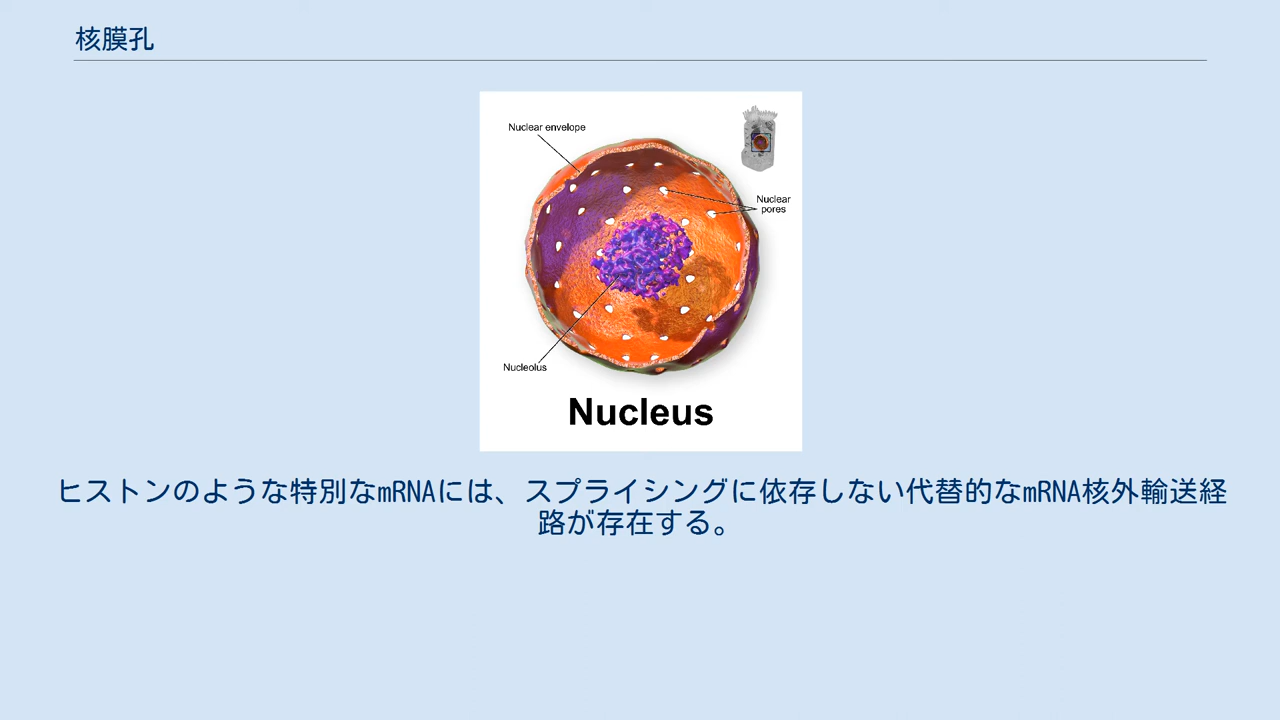 核膜孔
Nuclear envelope
Nuclear
pores
Nucleolus
Nucleus
ヒストンのような特別なmRNAには、スプライシングに依存しない代替的なmRNA核外輸送経
路が存在する。